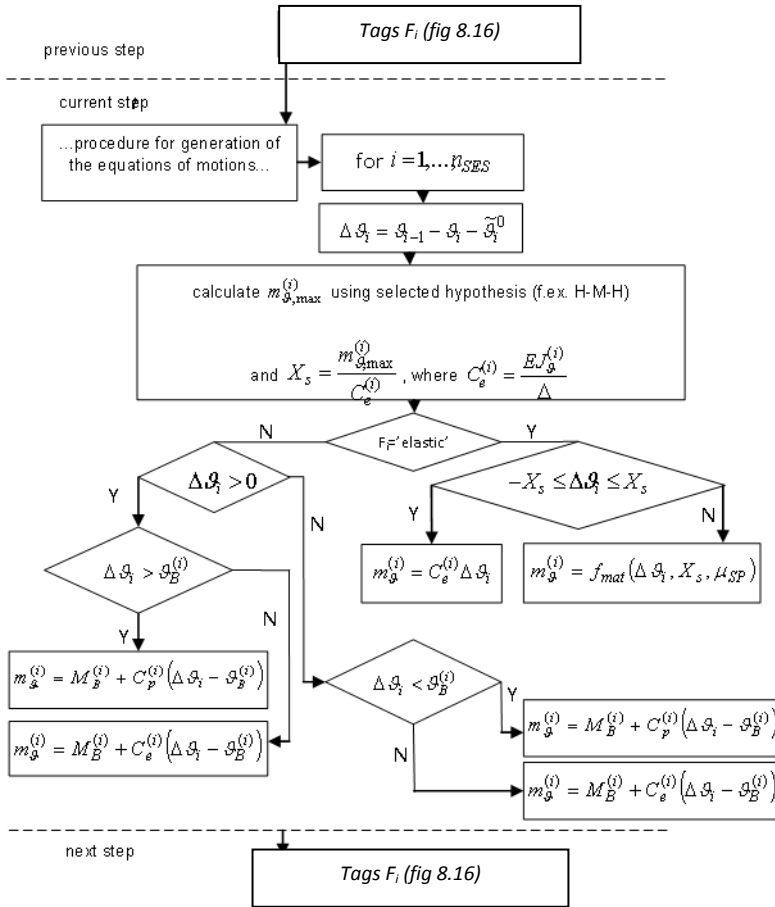 Tags Fᵢ (fig 8.16)
previous step
current step
...procedure for generation of
the equations of motions...
for i = 1,...,n_SES
Δϑᵢ = ϑᵢ₋₁ − ϑᵢ − ϑ̃ᵢ⁰
calculate m_ϑ,max^(i) using selected hypothesis (f.ex. H-M-H)
and X_s = m_ϑ,max^(i) / C_e^(i) , where C_e^(i) = EJ_ϑ^(i) / Δ
N
Fᵢ='elastic'
Y
Δϑᵢ > 0
−X_s ≤ Δϑᵢ ≤ X_s
Y
N
Y
N
Δϑᵢ > ϑ_B^(i)
m_ϑ^(i) = C_e^(i) Δϑᵢ
m_ϑ^(i) = f_mat(Δϑᵢ, X_s, μ_SP)
N
Y
m_ϑ^(i) = M_B^(i) + C_p^(i)(Δϑᵢ − ϑ_B^(i))
Δϑᵢ < ϑ_B^(i)
Y
m_ϑ^(i) = M_B^(i) + C_e^(i)(Δϑᵢ − ϑ_B^(i))
m_ϑ^(i) = M_B^(i) + C_p^(i)(Δϑᵢ − ϑ_B^(i))
N
m_ϑ^(i) = M_B^(i) + C_e^(i)(Δϑᵢ − ϑ_B^(i))
next step
Tags Fᵢ (fig 8.16)